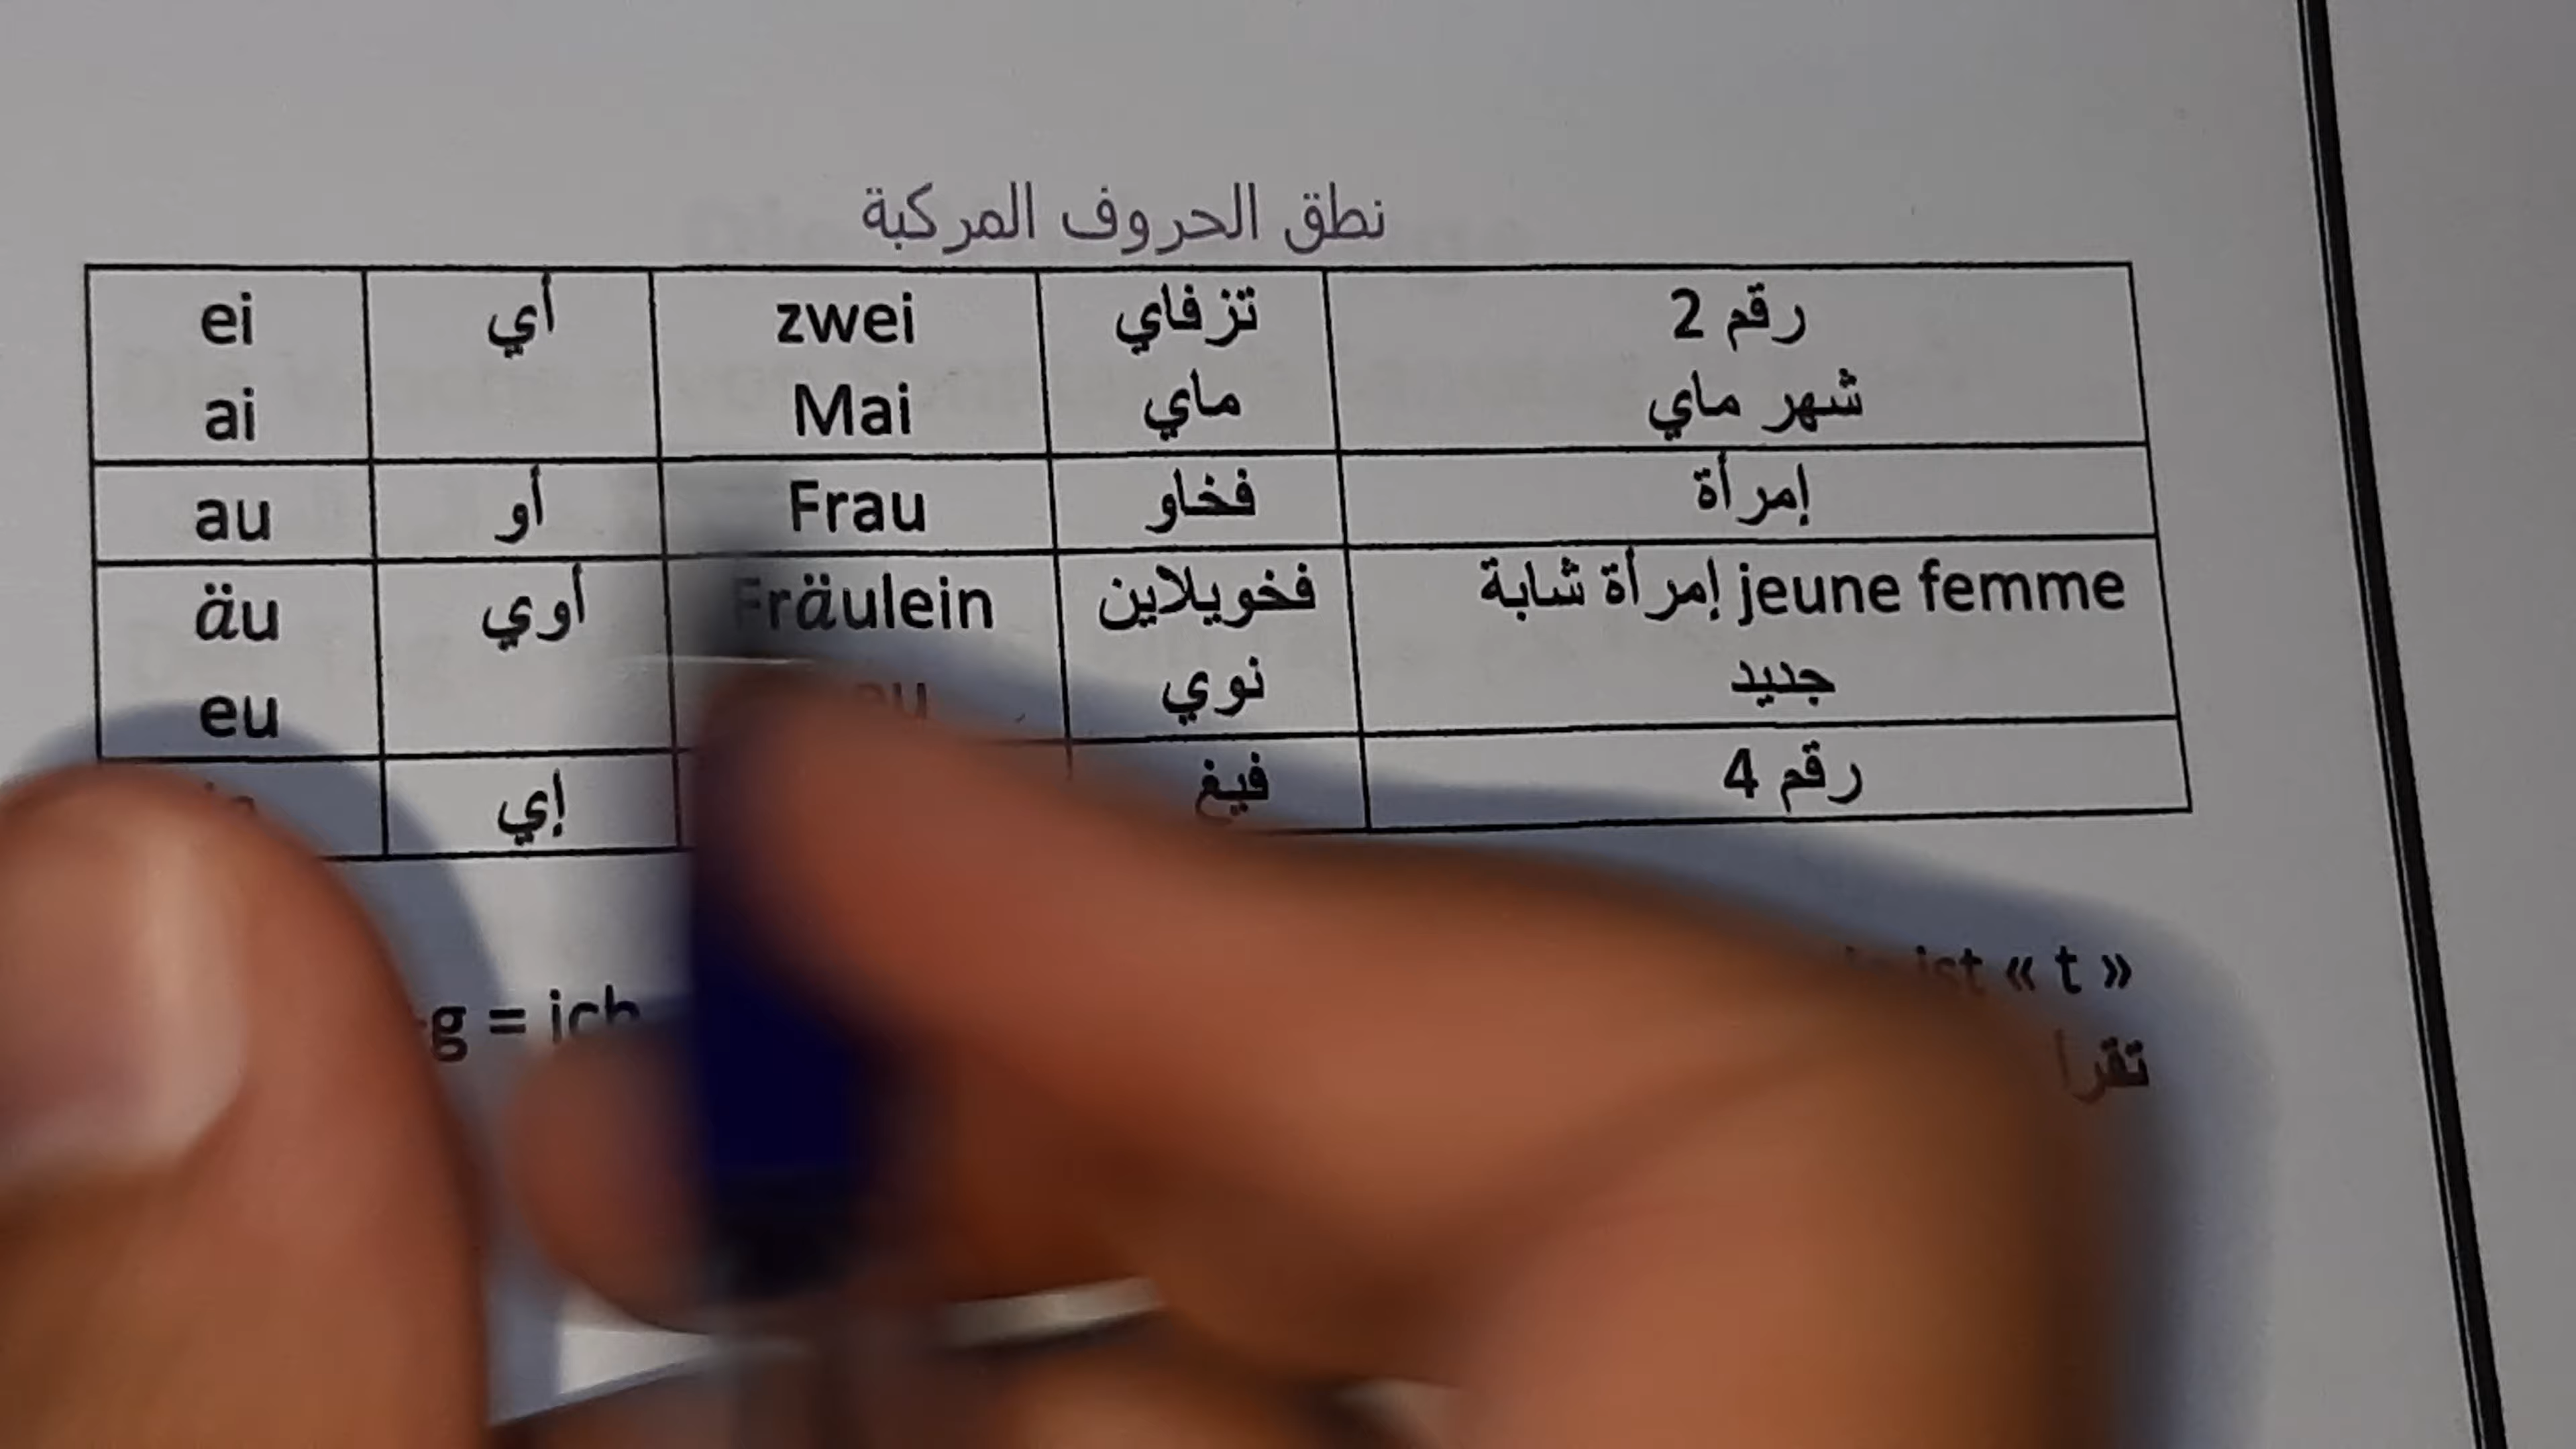 نطق الحروف المركبة
ei أي zwei تزفاي رقم 2
ai Mai ماي شهر ماي
au أو Frau فخاو إمرأة
äu أوي Fräulein فخويلاين إمرأة شابة jeune femme
eu نوي جديد
إي فيغ رقم 4
ist « t »
g = ich
تقرأ